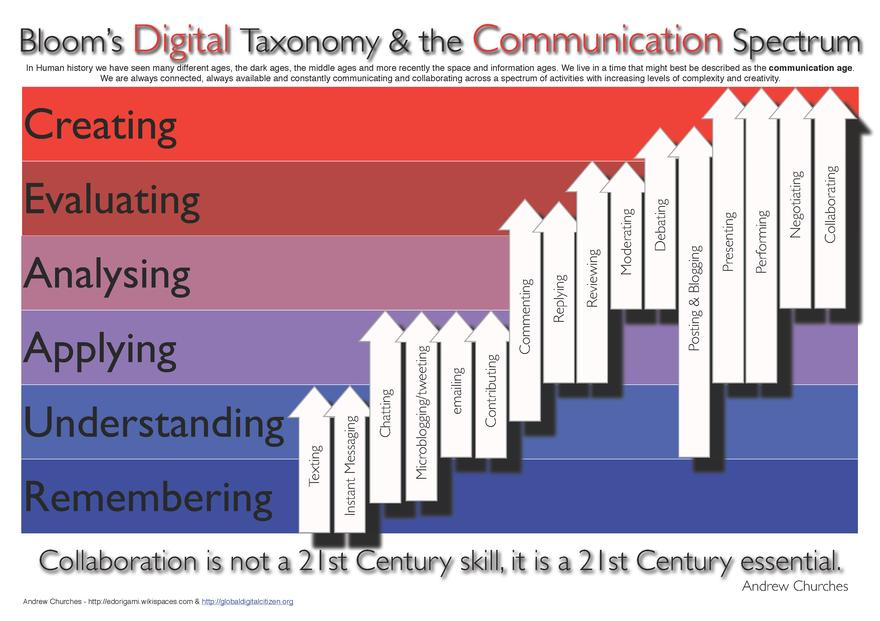 Bloom's Digital Taxonomy & the Communication Spectrum
In Human history we have seen many different ages, the dark ages, the middle ages and more recently the space and information ages. We live in a time that might best be described as the communication age.
We are always connected, always available and constantly communicating and collaborating across a spectrum of activities with increasing levels of complexity and creativity.
Creating
Evaluating
Analysing
Applying
Understanding
Remembering
Texting
Instant Messaging
Chatting
Microblogging/tweeting
emailing
Contributing
Commenting
Replying
Reviewing
Moderating
Debating
Posting & Blogging
Presenting
Performing
Negotiating
Collaborating
Collaboration is not a 21st Century skill, it is a 21st Century essential.
Andrew Churches
Andrew Churches - http://edorigami.wikispaces.com & http://globaldigitalcitizen.org